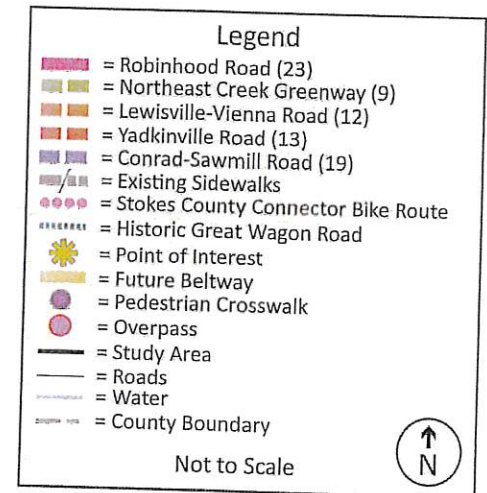 Legend
= Robinhood Road (23)
= Northeast Creek Greenway (9)
= Lewisville-Vienna Road (12)
= Yadkinville Road (13)
= Conrad-Sawmill Road (19)
= Existing Sidewalks
= Stokes County Connector Bike Route
= Historic Great Wagon Road
= Point of Interest
= Future Beltway
= Pedestrian Crosswalk
= Overpass
= Study Area
= Roads
= Water
= County Boundary
Not to Scale
N